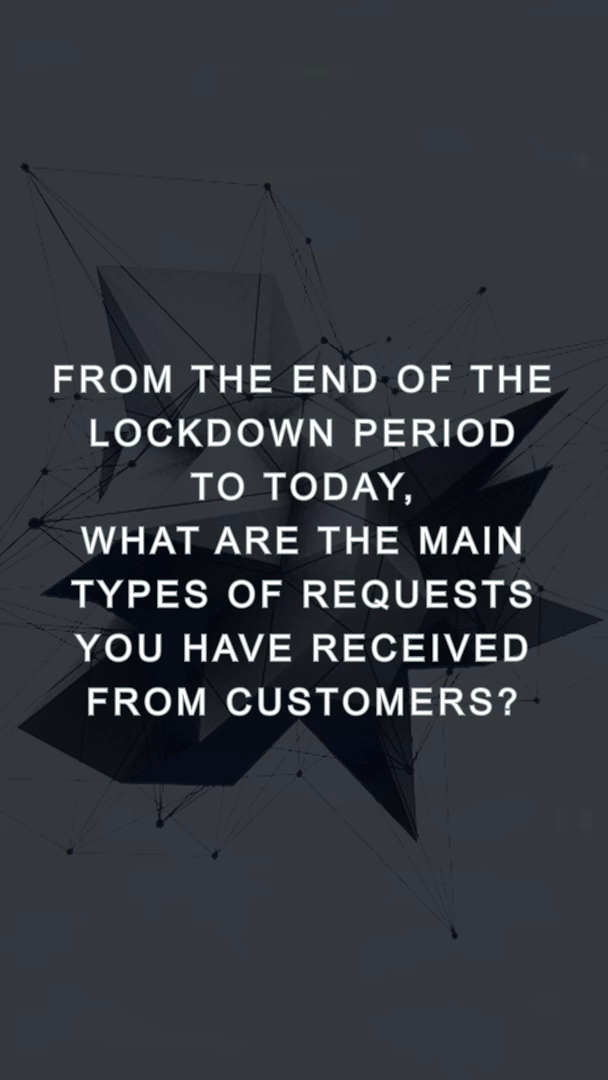 FROM THE END OF THE
LOCKDOWN PERIOD
TO TODAY,
WHAT ARE THE MAIN
TYPES OF REQUESTS
YOU HAVE RECEIVED
FROM CUSTOMERS?